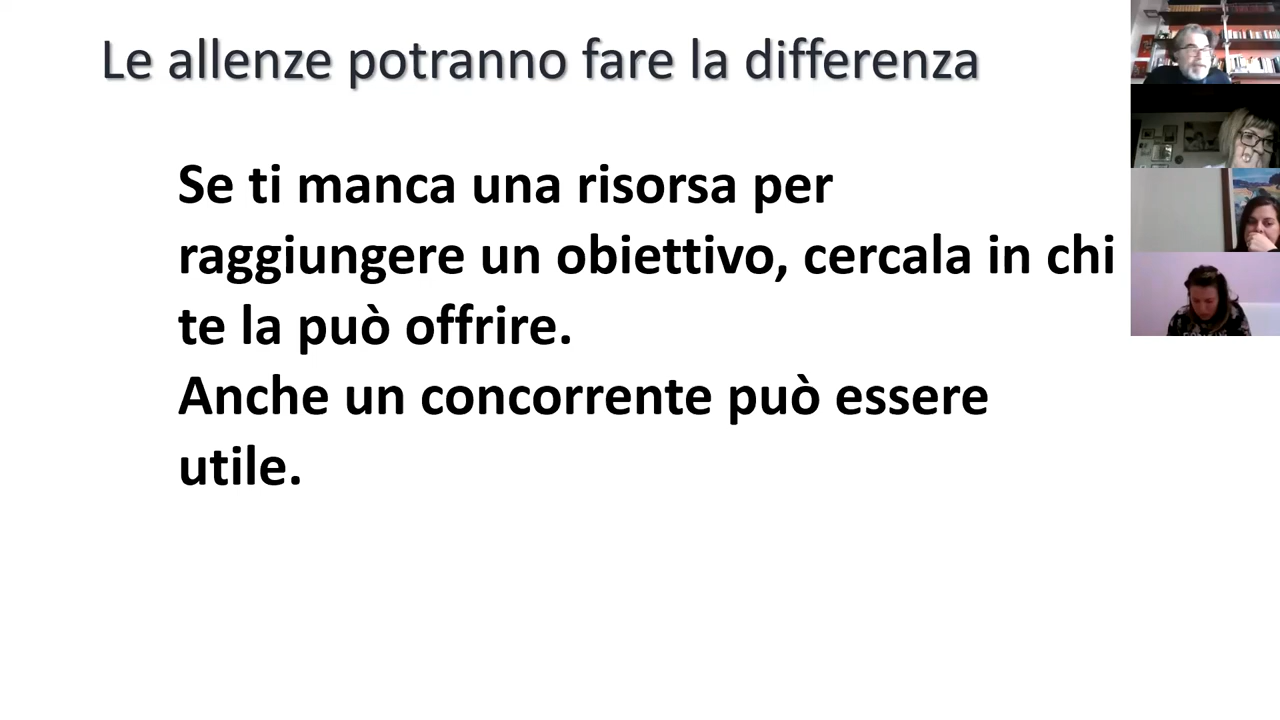 Le allenze potranno fare la differenza
Se ti manca una risorsa per
raggiungere un obiettivo, cercala in chi
te la può offrire.
Anche un concorrente può essere
utile.